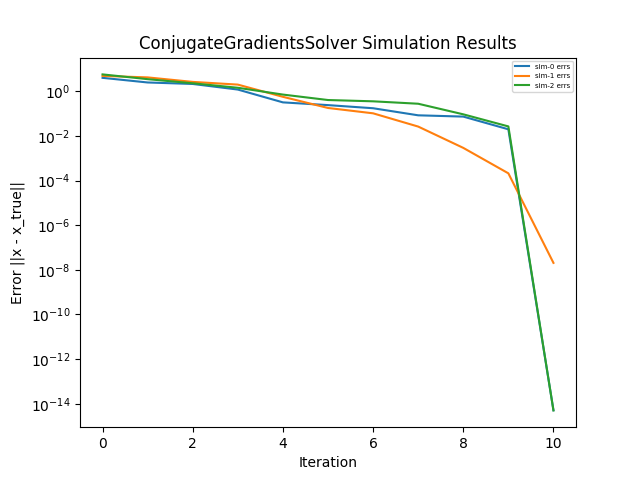 ConjugateGradientsSolver Simulation Results
sim-0 errs
sim-1 errs
sim-2 errs
Error ||x - x_true||
10^0
10^-2
10^-4
10^-6
10^-8
10^-10
10^-12
10^-14
0 2 4 6 8 10
Iteration